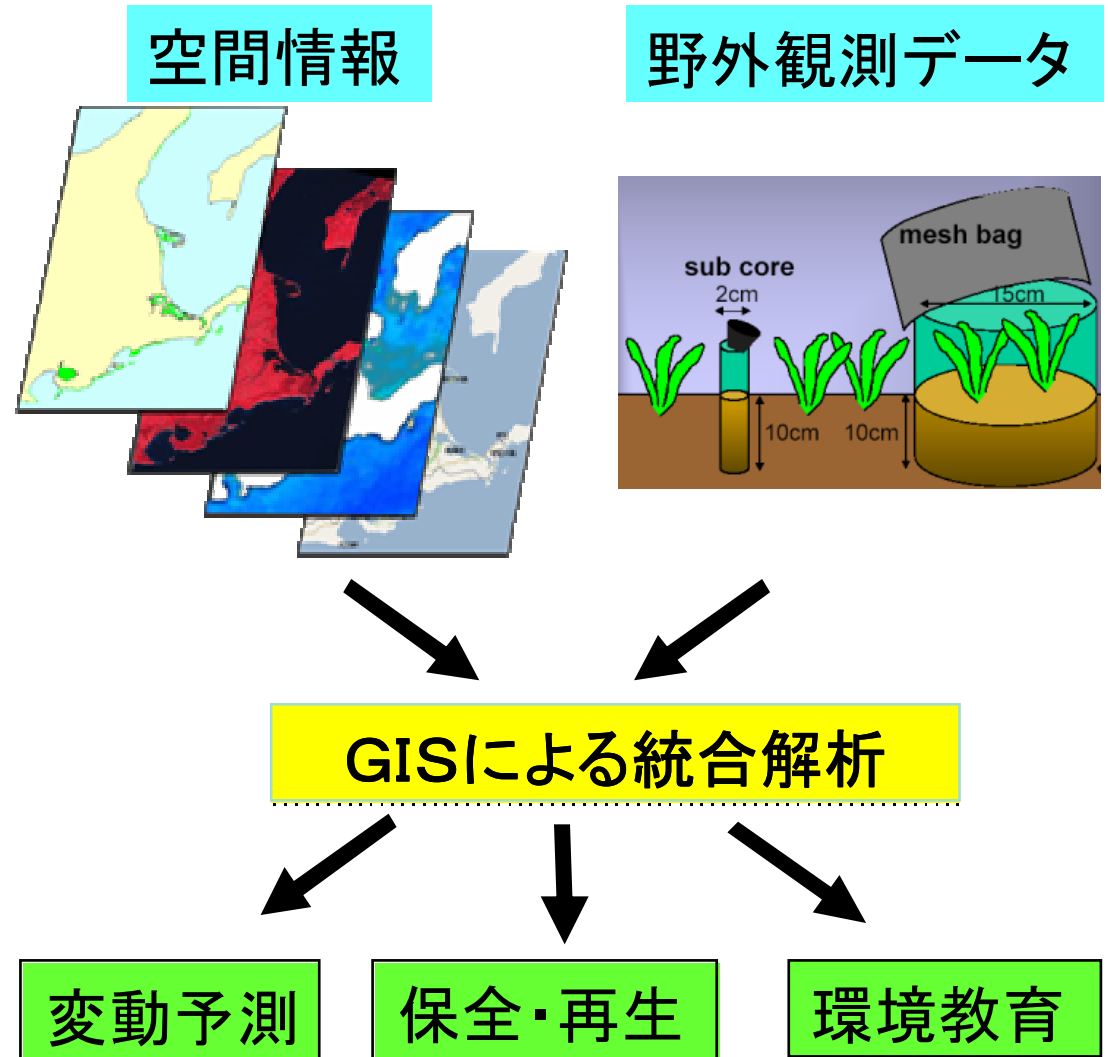 空間情報
野外観測データ
mesh bag
sub core
2cm
15cm
10cm
10cm
GISによる統合解析
変動予測
保全・再生
環境教育